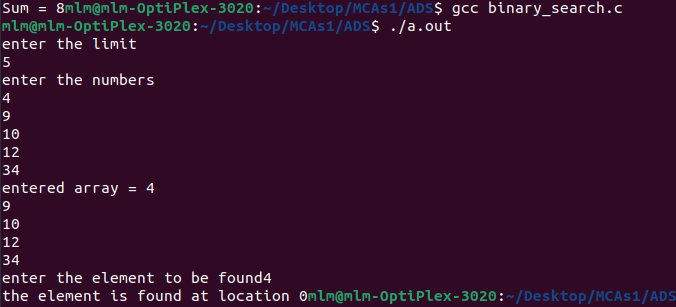 Sum = 8mlm@mlm-OptiPlex-3020:~/Desktop/MCAs1/ADS$ gcc binary_search.c
mlm@mlm-OptiPlex-3020:~/Desktop/MCAs1/ADS$ ./a.out
enter the limit
5
enter the numbers
4
9
10
12
34
entered array = 4
9
10
12
34
enter the element to be found4
the element is found at location 0mlm@mlm-OptiPlex-3020:~/Desktop/MCAs1/ADS